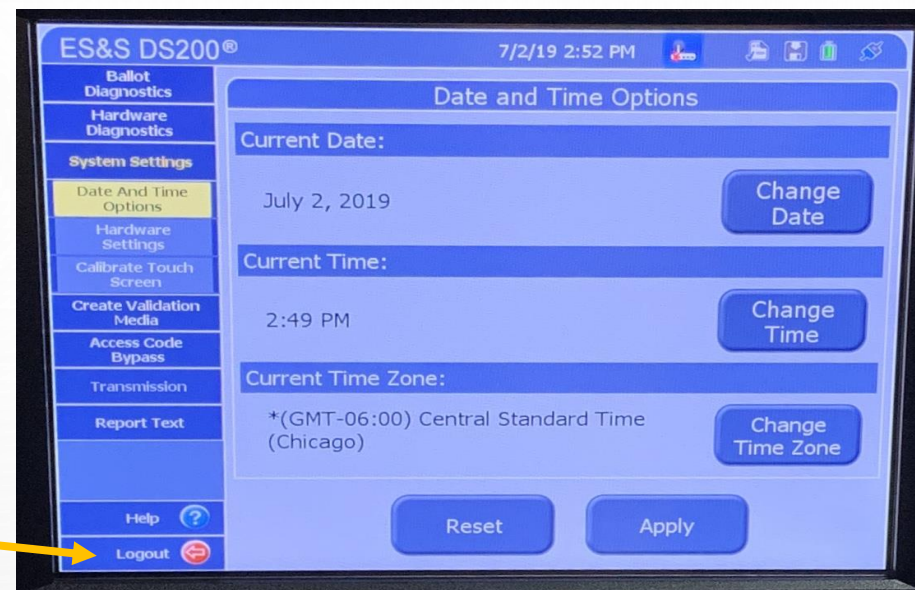 ES&S DS200®
7/2/19 2:52 PM
Ballot
Diagnostics
Hardware
Diagnostics
System Settings
Date And Time
Options
Hardware
Settings
Calibrate Touch
Screen
Create Validation
Media
Access Code
Bypass
Transmission
Report Text
Help ?
Logout
Date and Time Options
Current Date:
July 2, 2019
Change
Date
Current Time:
2:49 PM
Change
Time
Current Time Zone:
*(GMT-06:00) Central Standard Time
(Chicago)
Change
Time Zone
Reset
Apply